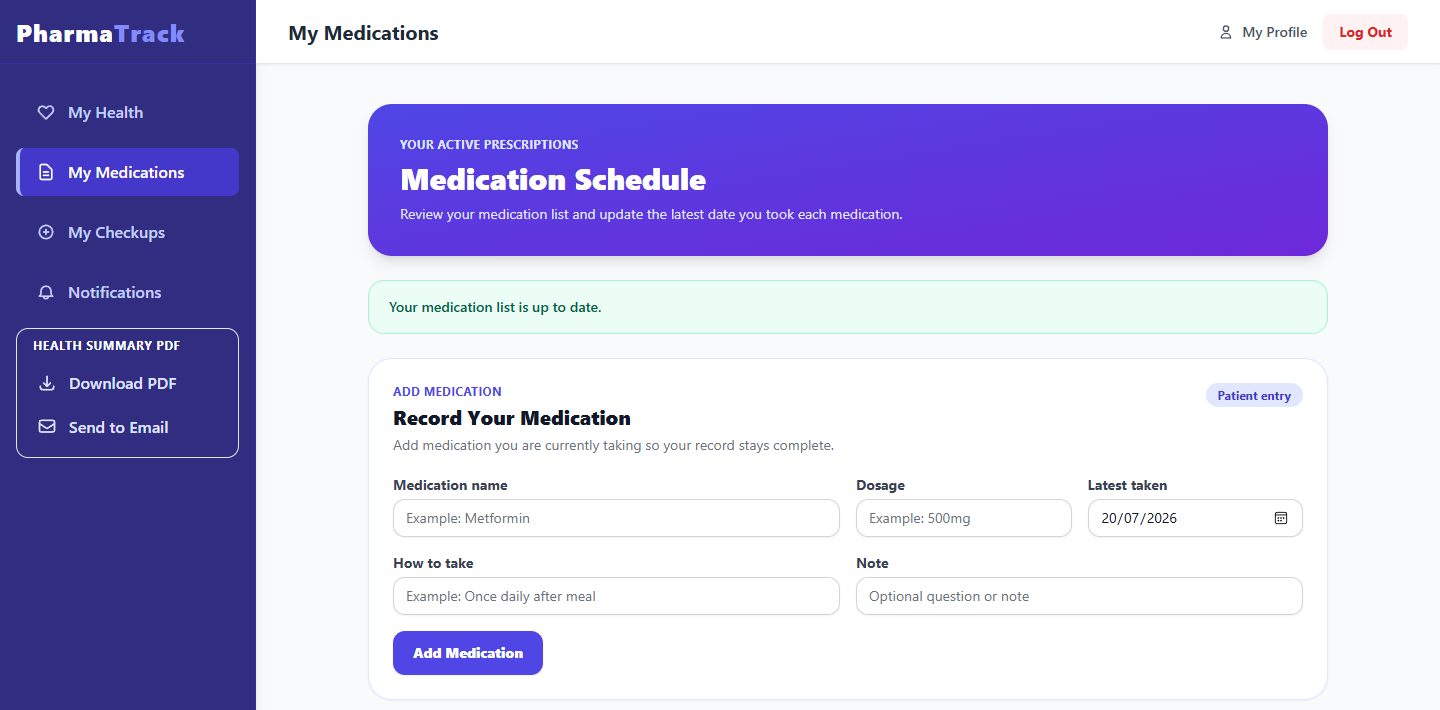 PharmaTrack
My Medications
My Profile
Log Out
My Health
My Medications
My Checkups
Notifications
HEALTH SUMMARY PDF
Download PDF
Send to Email
YOUR ACTIVE PRESCRIPTIONS
Medication Schedule
Review your medication list and update the latest date you took each medication.
Your medication list is up to date.
ADD MEDICATION
Patient entry
Record Your Medication
Add medication you are currently taking so your record stays complete.
Medication name
Dosage
Latest taken
Example: Metformin
Example: 500mg
20/07/2026
How to take
Note
Example: Once daily after meal
Optional question or note
Add Medication